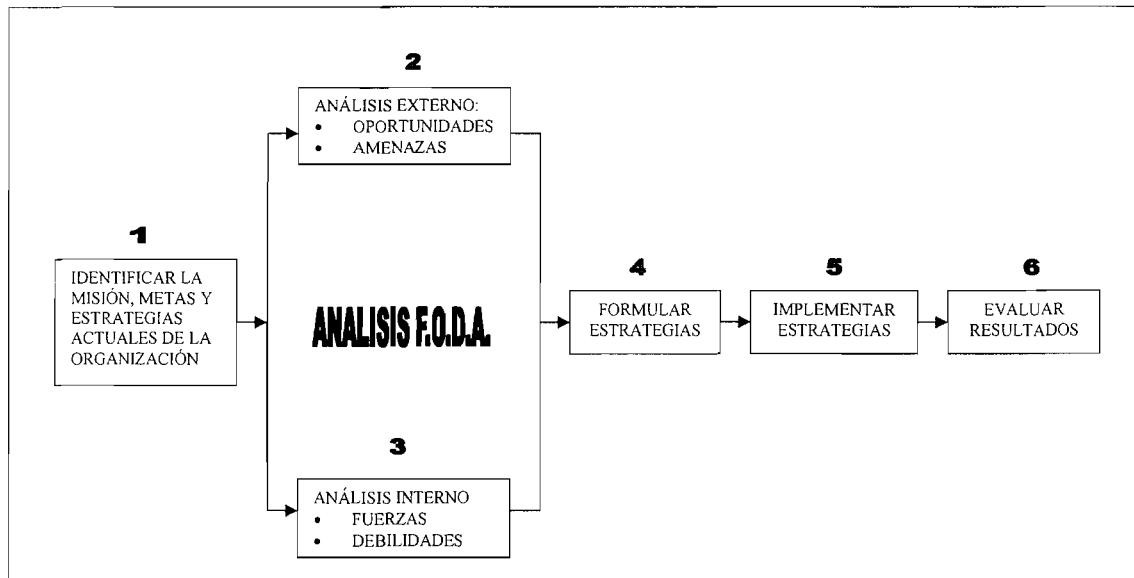 1
IDENTIFICAR LA
MISIÓN, METAS Y
ESTRATEGIAS
ACTUALES DE LA
ORGANIZACIÓN
2
ANÁLISIS EXTERNO:
• OPORTUNIDADES
• AMENAZAS
ANALISIS F.O.D.A.
3
ANÁLISIS INTERNO
• FUERZAS
• DEBILIDADES
4
FORMULAR
ESTRATEGIAS
5
IMPLEMENTAR
ESTRATEGIAS
6
EVALUAR
RESULTADOS